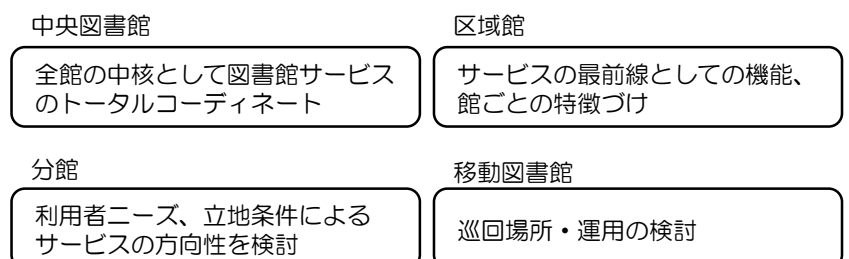 中央図書館
全館の中核として図書館サービス
のトータルコーディネート
区域館
サービスの最前線としての機能、
館ごとの特徴づけ
分館
利用者ニーズ、立地条件による
サービスの方向性を検討
移動図書館
巡回場所・運用の検討